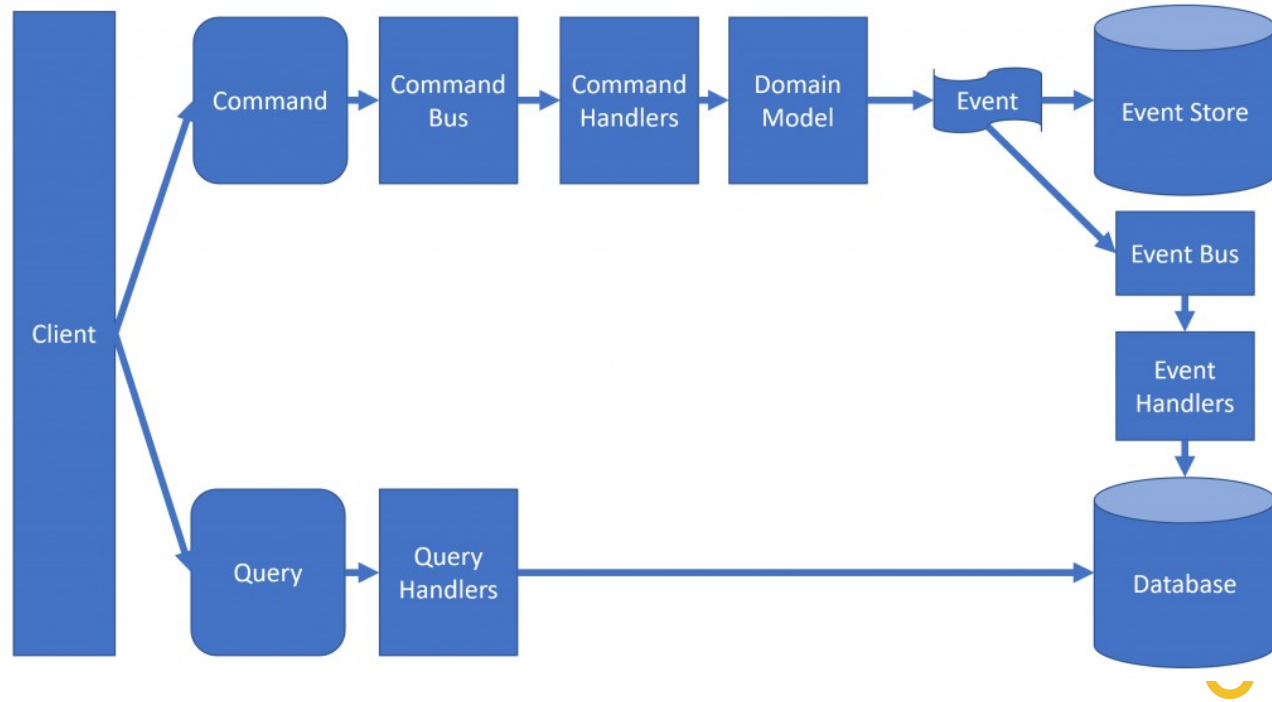 Client
Command
Command
Bus
Command
Handlers
Domain
Model
Event
Event Store
Event Bus
Event
Handlers
Query
Query
Handlers
Database